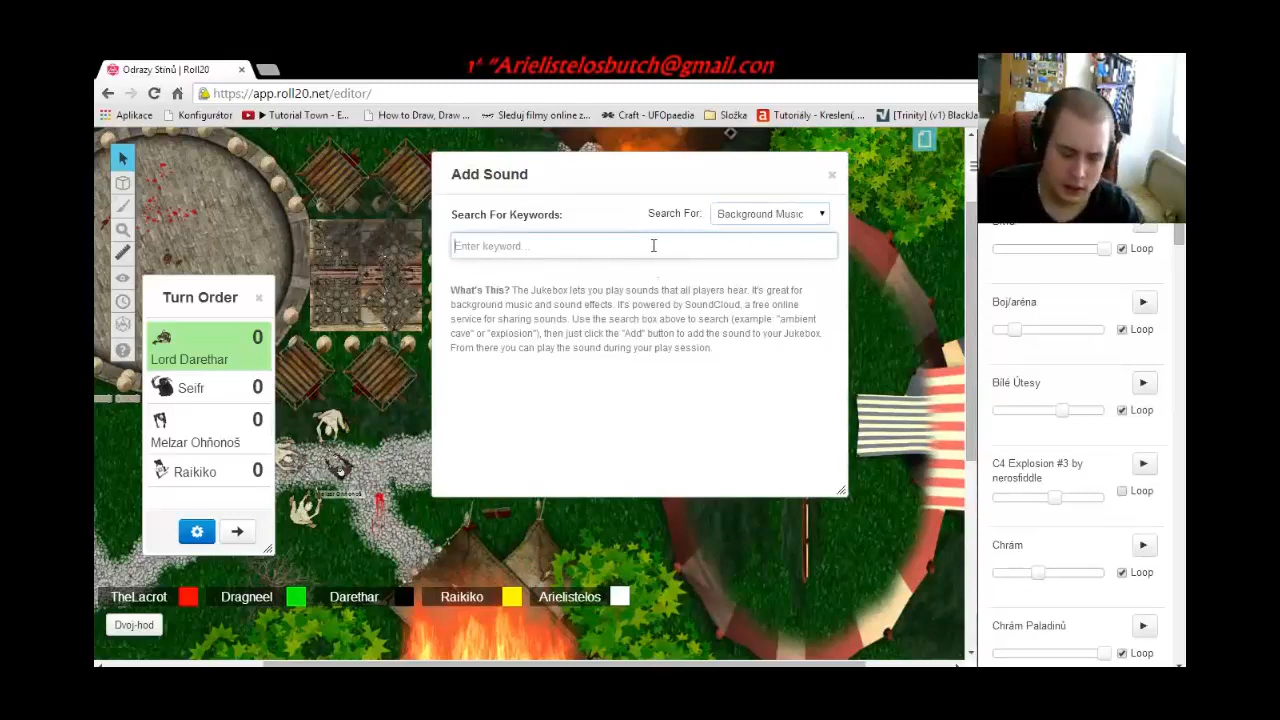 1' "Arielistelosbutch@gmail.con
Odrazy Stínů | Roll20
https://app.roll20.net/editor/
Aplikace Konfigurátor ▶ Tutorial Town - E... How to Draw, Draw ... Sleduj filmy online z... Craft - UFOpaedia Složka Tutoriály - Kreslení, ... [Trinity] (v1) BlackJa
Add Sound
Search For Keywords: Search For: Background Music
Enter keyword...
What's This? The Jukebox lets you play sounds that all players hear. It's great for
background music and sound effects. It's powered by SoundCloud, a free online
service for sharing sounds. Use the search box above to search (example: "ambient
cave" or "explosion"), then just click the "Add" button to add the sound to your Jukebox.
From there you can play the sound during your play session.
Turn Order
Lord Darethar 0
Seifr 0
Melzar Ohňonoš 0
Raikiko 0
TheLacrot Dragneel Darethar Raikiko Arielistelos
Dvoj-hod
Loop
Boj/aréna
Loop
Bílé Útesy
Loop
C4 Explosion #3 by
nerosfiddle
Loop
Chrám
Loop
Chrám Paladinů
Loop